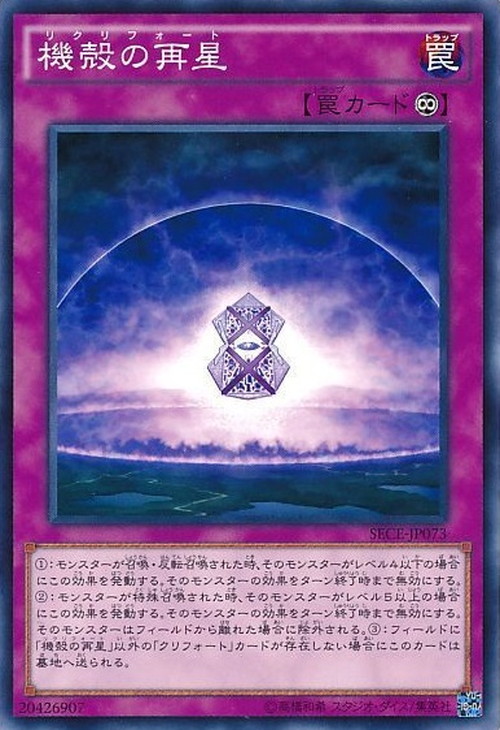 リクリフォート
機殻の再星
トラップ
罠
トラップ
【罠カード】
SECE-JP073
①：モンスターが召喚・反転召喚された時、そのモンスターがレベル４以下の場合
にこの効果を発動する。そのモンスターの効果をターン終了時まで無効にする。
②：モンスターが特殊召喚された時、そのモンスターがレベル５以上の場合
にこの効果を発動する。そのモンスターの効果をターン終了時まで無効にする。
そのモンスターはフィールドから離れた場合に除外される。③：フィールドに
「機殻の再星」以外の「クリフォート」カードが存在しない場合にこのカードは
墓地へ送られる。
20426907
©高橋和希 スタジオ・ダイス/集英社